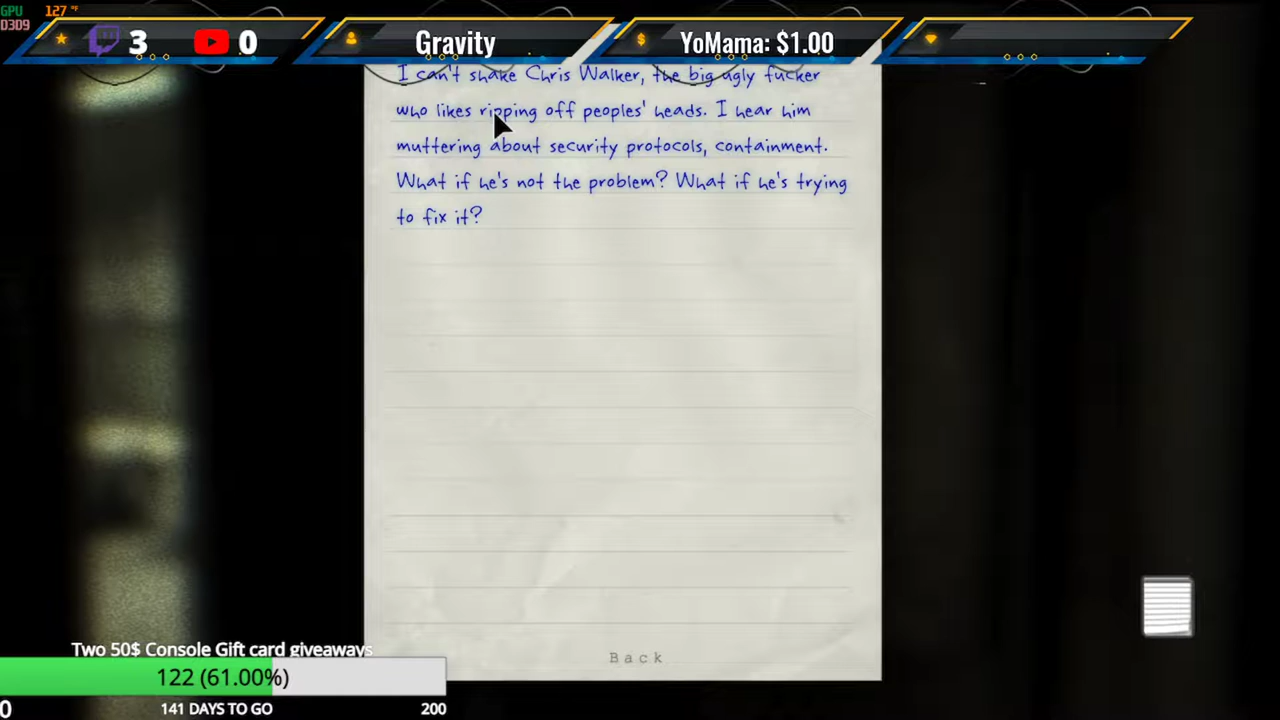 GPU 127 °F
D3D9
3 0 Gravity YoMama: $1.00
I can't shake Chris Walker, the big ugly fucker
who likes ripping off peoples' heads. I hear him
muttering about security protocols, containment.
What if he's not the problem? What if he's trying
to fix it?
Back
Two 50$ Console Gift card giveaways
122 (61.00%)
0 141 DAYS TO GO 200